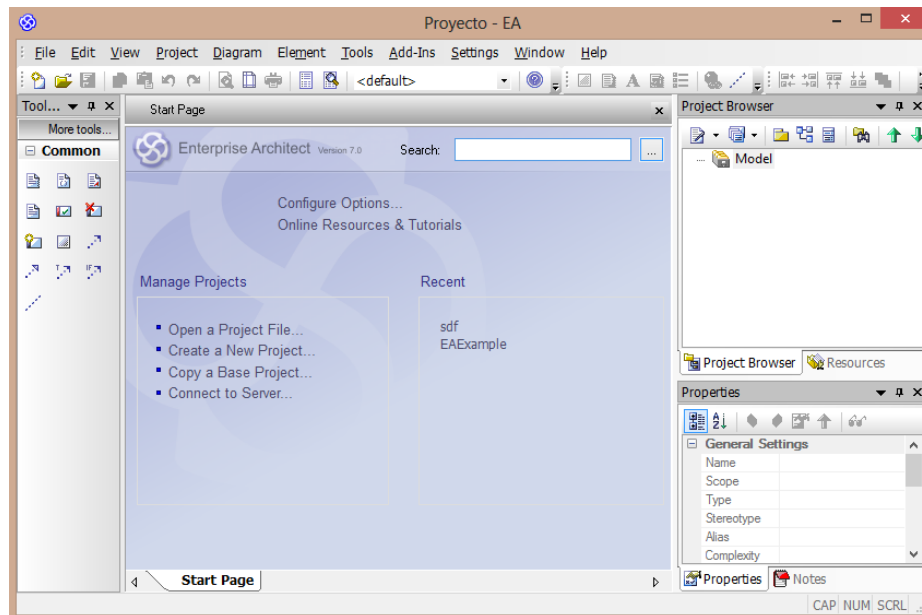 Proyecto - EA
File Edit View Project Diagram Element Tools Add-Ins Settings Window Help
<default>
Tool...
More tools...
Common
Start Page
Enterprise Architect Version 7.0 Search: ...
Configure Options...
Online Resources & Tutorials
Manage Projects
Open a Project File...
Create a New Project...
Copy a Base Project...
Connect to Server...
Recent
sdf
EAExample
Start Page
Project Browser
Model
Project Browser Resources
Properties
General Settings
Name
Scope
Type
Stereotype
Alias
Complexity
Properties Notes
CAP NUM SCRL